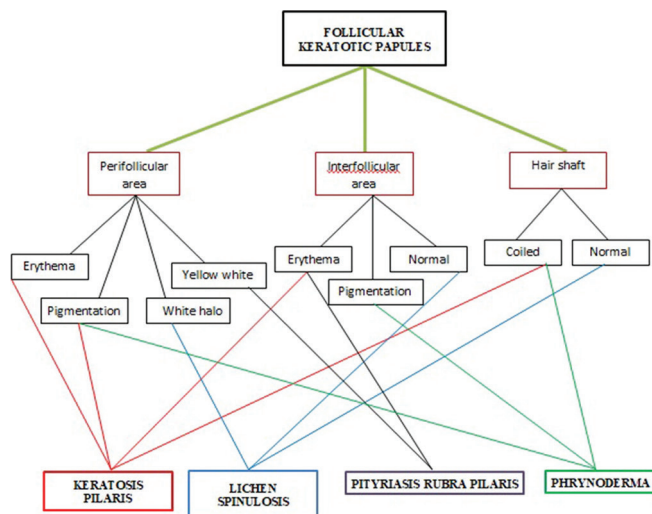 FOLLICULAR
KERATOTIC PAPULES
Perifollicular
area
Interfollicular
area
Hair shaft
Erythema
Pigmentation
White halo
Yellow white
Erythema
Pigmentation
Normal
Coiled
Normal
KERATOSIS
PILARIS
LICHEN
SPINULOSIS
PITYRIASIS RUBRA PILARIS
PHRYNODERMA